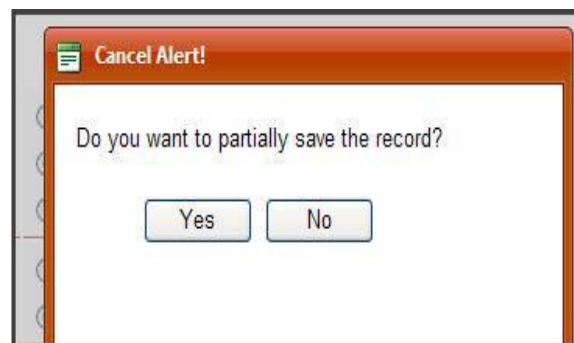 Cancel Alert!
Do you want to partially save the record?
Yes No